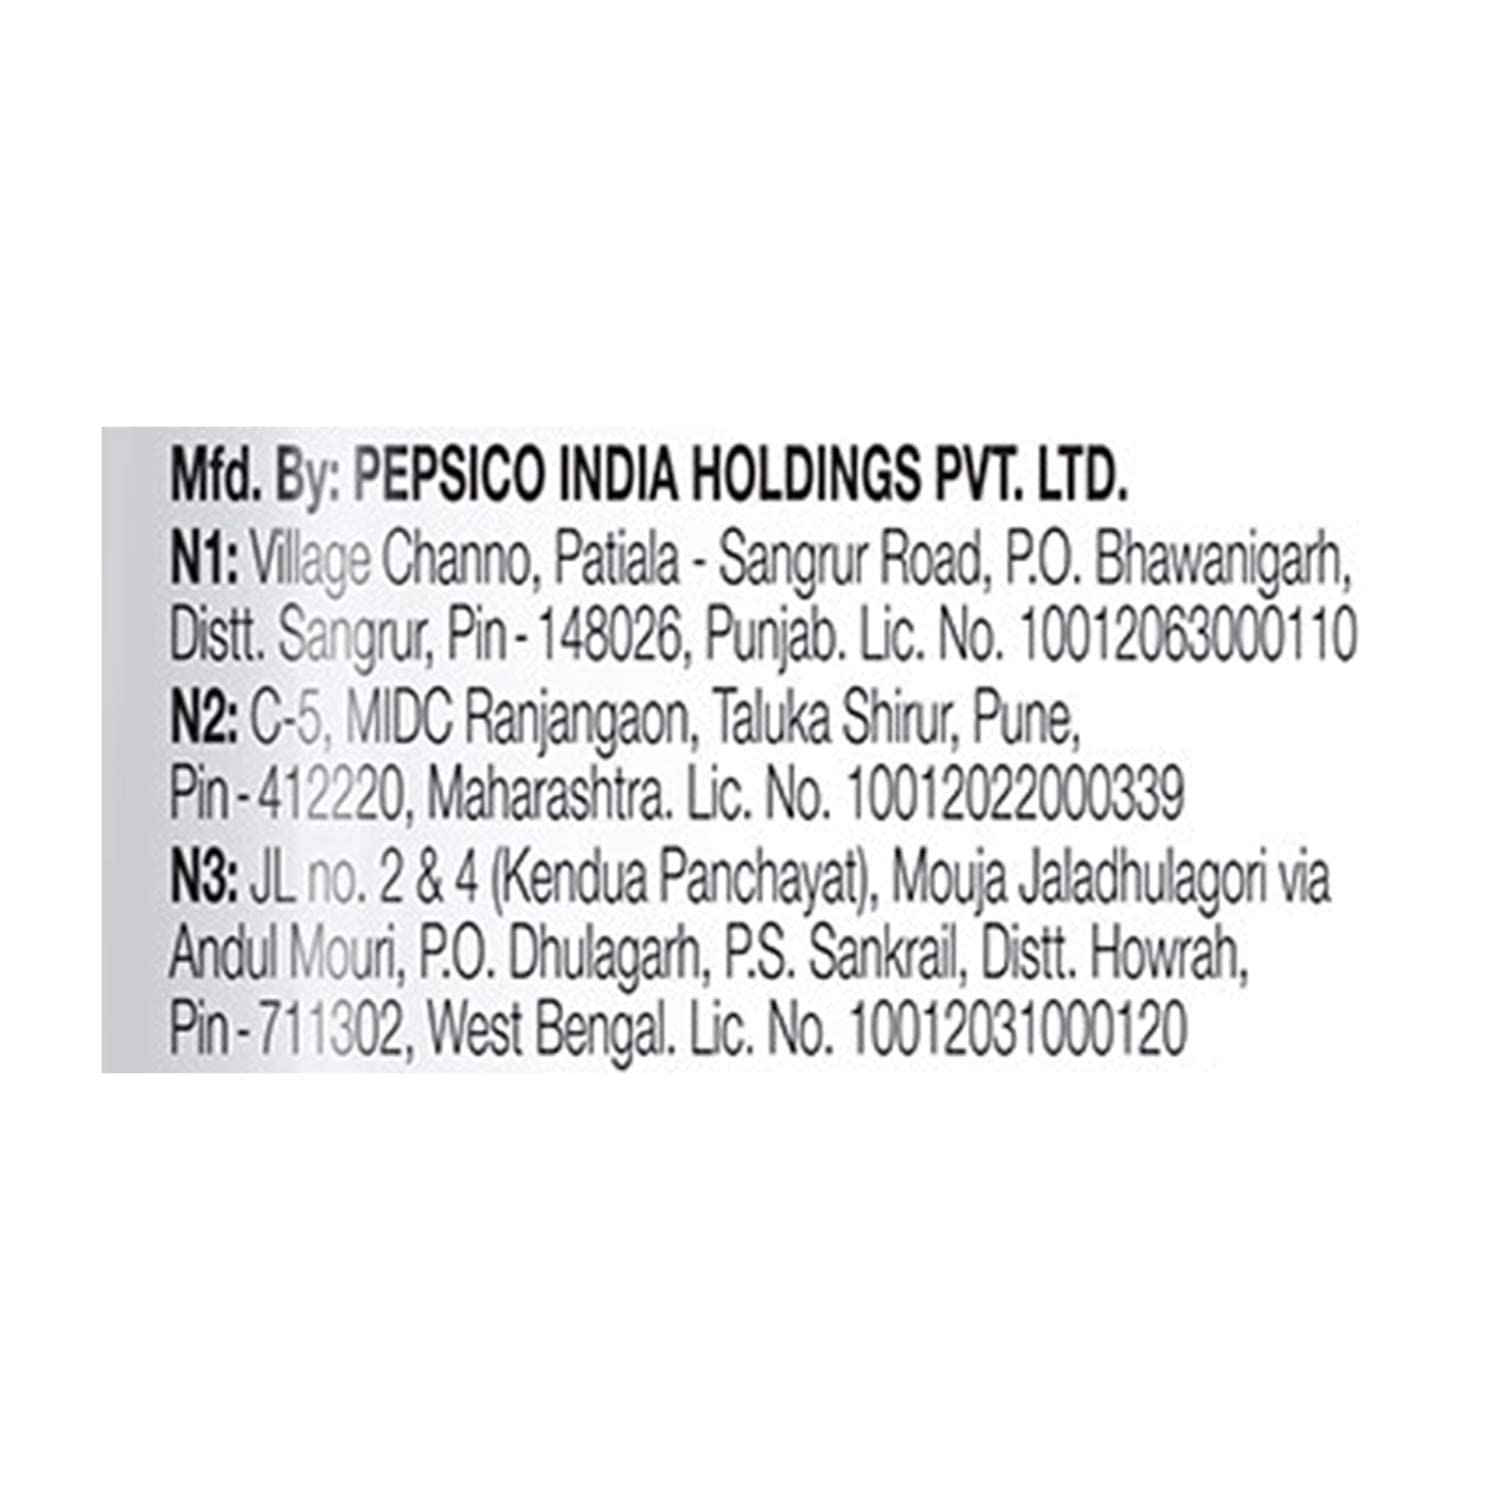 Mfd. By: PEPSICO INDIA HOLDINGS PVT. LTD.
N1: Village Channo, Patiala - Sangrur Road, P.O. Bhawanigarh,
Distt. Sangrur, Pin - 148026, Punjab. Lic. No. 10012063000110
N2: C-5, MIDC Ranjangaon, Taluka Shirur, Pune,
Pin - 412220, Maharashtra. Lic. No. 10012022000339
N3: JL no. 2 & 4 (Kendua Panchayat), Mouja Jaladhulagori via
Andul Mouri, P.O. Dhulagarh, P.S. Sankrail, Distt. Howrah,
Pin - 711302, West Bengal. Lic. No. 10012031000120